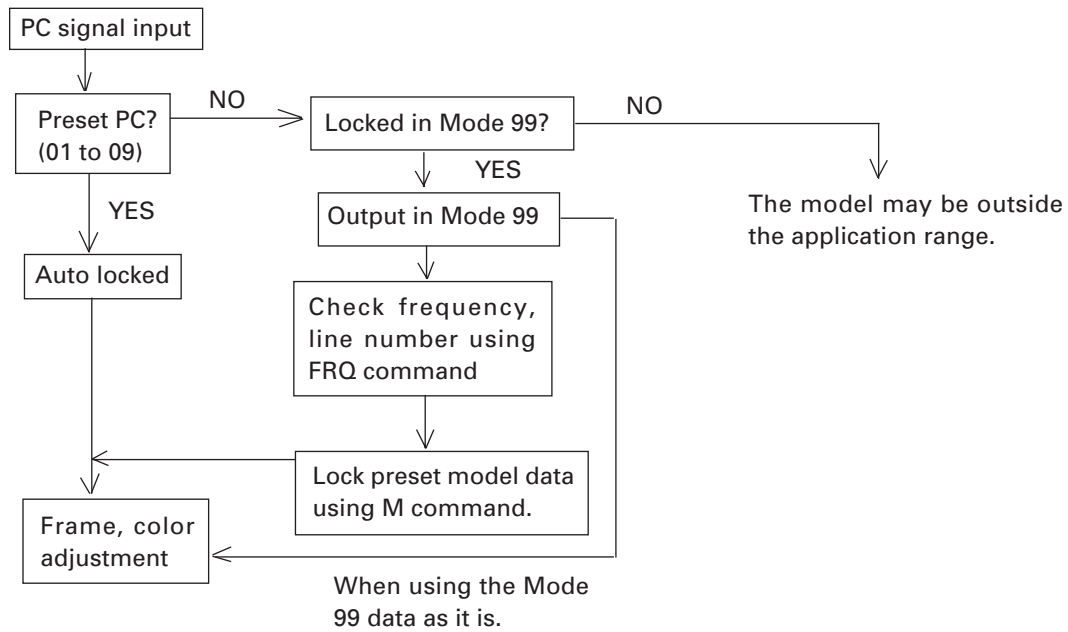 PC signal input
NO
NO
Preset PC?
(01 to 09)
Locked in Mode 99?
YES
YES
Output in Mode 99
The model may be outside
the application range.
Auto locked
Check frequency,
line number using
FRQ command
Lock preset model data
using M command.
Frame, color
adjustment
When using the Mode
99 data as it is.